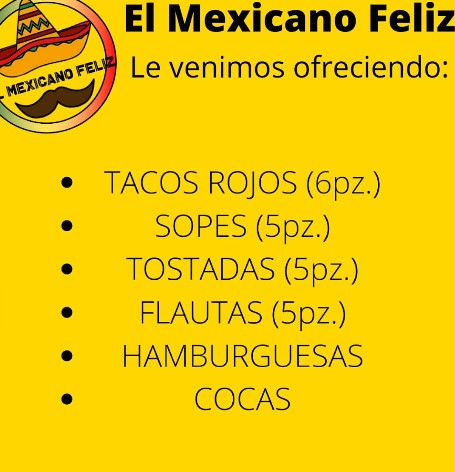 El Mexicano Feliz
Le venimos ofreciendo:
L MEXICANO FELIZ
• TACOS ROJOS (6pz.)
• SOPES (5pz.)
• TOSTADAS (5pz.)
• FLAUTAS (5pz.)
• HAMBURGUESAS
• COCAS